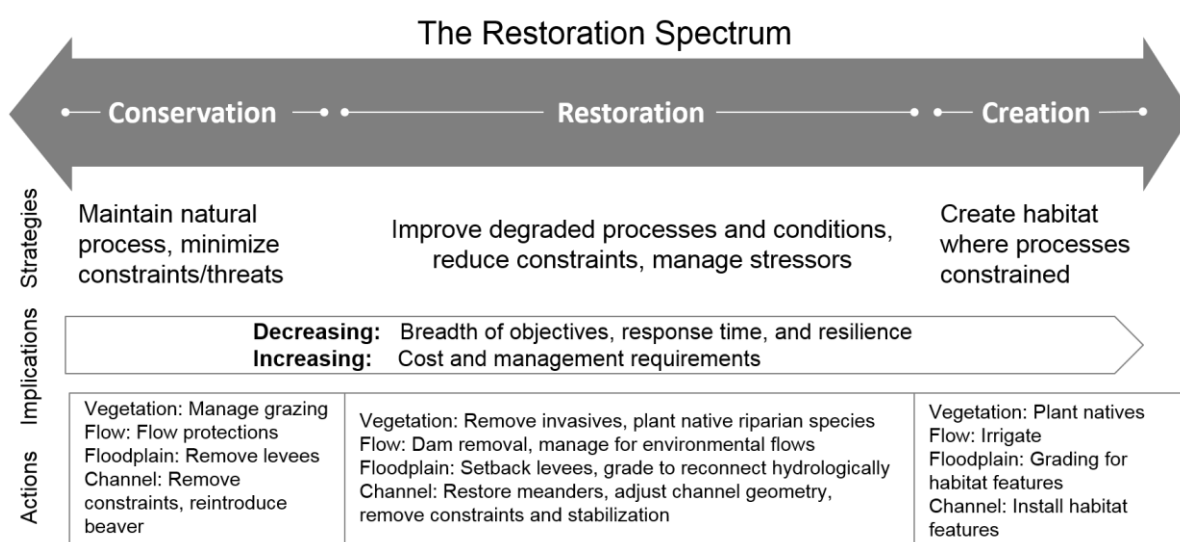 The Restoration Spectrum
Conservation
Restoration
Creation
Strategies
Maintain natural
process, minimize
constraints/threats
Improve degraded processes and conditions,
reduce constraints, manage stressors
Create habitat
where processes
constrained
Implications
Decreasing: Breadth of objectives, response time, and resilience
Increasing: Cost and management requirements
Actions
Vegetation: Manage grazing
Flow: Flow protections
Floodplain: Remove levees
Channel: Remove
constraints, reintroduce
beaver
Vegetation: Remove invasives, plant native riparian species
Flow: Dam removal, manage for environmental flows
Floodplain: Setback levees, grade to reconnect hydrologically
Channel: Restore meanders, adjust channel geometry,
remove constraints and stabilization
Vegetation: Plant natives
Flow: Irrigate
Floodplain: Grading for
habitat features
Channel: Install habitat
features